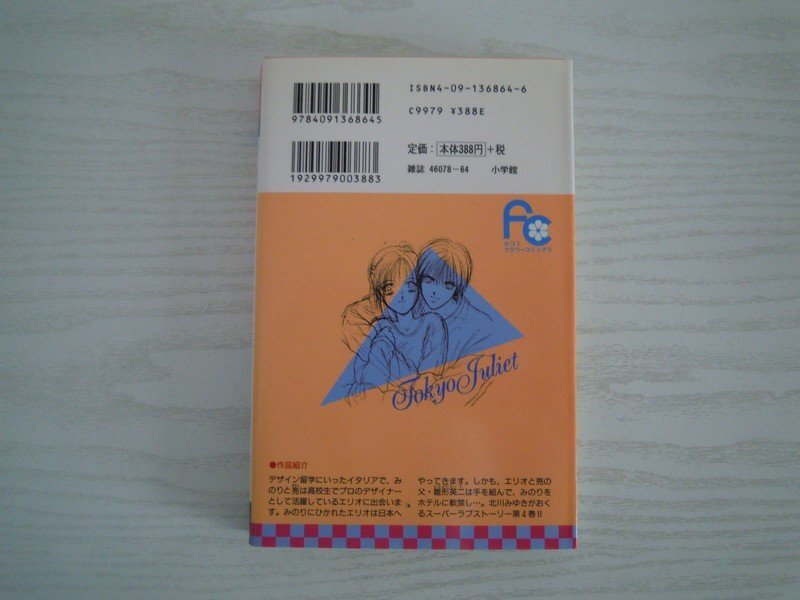 ISBN4-09-136864-6
C9979 ¥388E
9784091368645
定価：本体388円+税
雑誌 46078-64 小学館
1929979003883
FC
少コミ
フラワーコミックス
Tokyo Juliet
●作品紹介
デザイン留学にいったイタリアで、み
のりと亮は高校生でプロのデザイナー
として活躍しているエリオに出会いま
す。みのりにひかれたエリオは日本へ
やってきます。しかも、エリオと亮の
父・雛形英二は手を組んで、みのりを
ホテルに軟禁し…。北川みゆきがおく
るスーパーラブストーリー第4巻!!